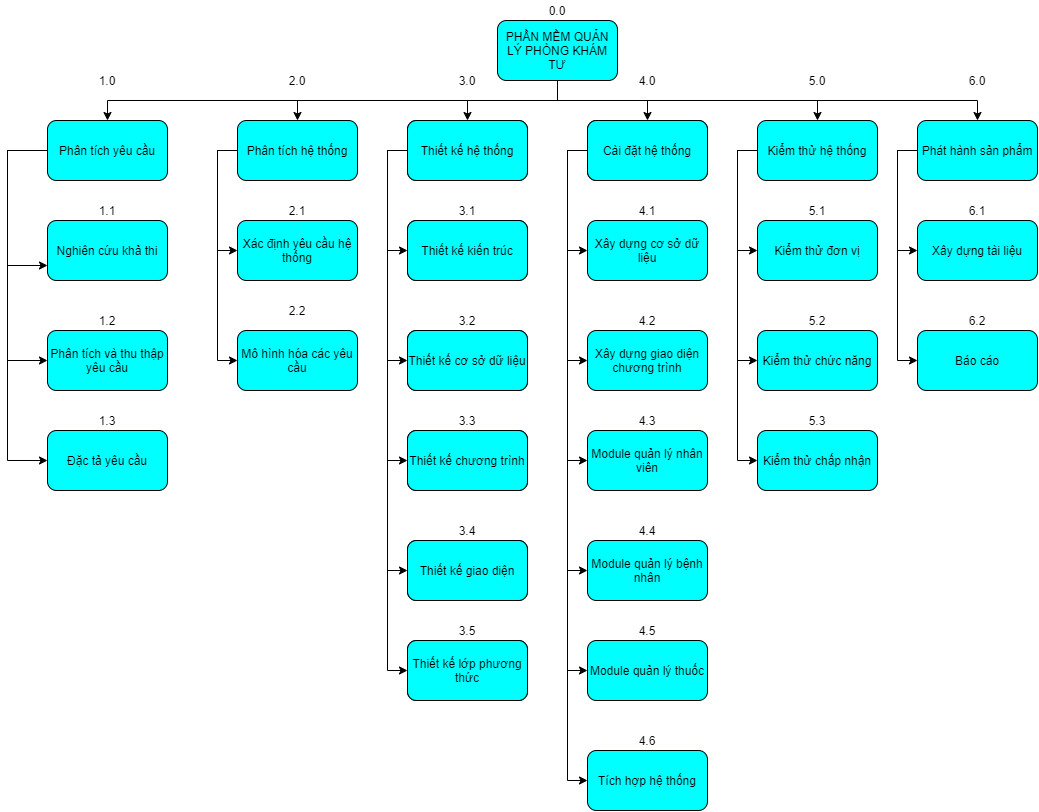 0.0
PHẦN MỀM QUẢN
LÝ PHÒNG KHÁM
TƯ
1.0
2.0
3.0
4.0
5.0
6.0
Phân tích yêu cầu
Phân tích hệ thống
Thiết kế hệ thống
Cài đặt hệ thống
Kiểm thử hệ thống
Phát hành sản phẩm
1.1
Nghiên cứu khả thi
1.2
Phân tích và thu thập
yêu cầu
1.3
Đặc tả yêu cầu
2.1
Xác định yêu cầu hệ
thống
2.2
Mô hình hóa các yêu
cầu
3.1
Thiết kế kiến trúc
3.2
Thiết kế cơ sở dữ liệu
3.3
Thiết kế chương trình
3.4
Thiết kế giao diện
3.5
Thiết kế lớp phương
thức
4.1
Xây dựng cơ sở dữ
liệu
4.2
Xây dựng giao diện
chương trình
4.3
Module quản lý nhân
viên
4.4
Module quản lý bệnh
nhân
4.5
Module quản lý thuốc
4.6
Tích hợp hệ thống
5.1
Kiểm thử đơn vị
5.2
Kiểm thử chức năng
5.3
Kiểm thử chấp nhận
6.1
Xây dựng tài liệu
6.2
Báo cáo